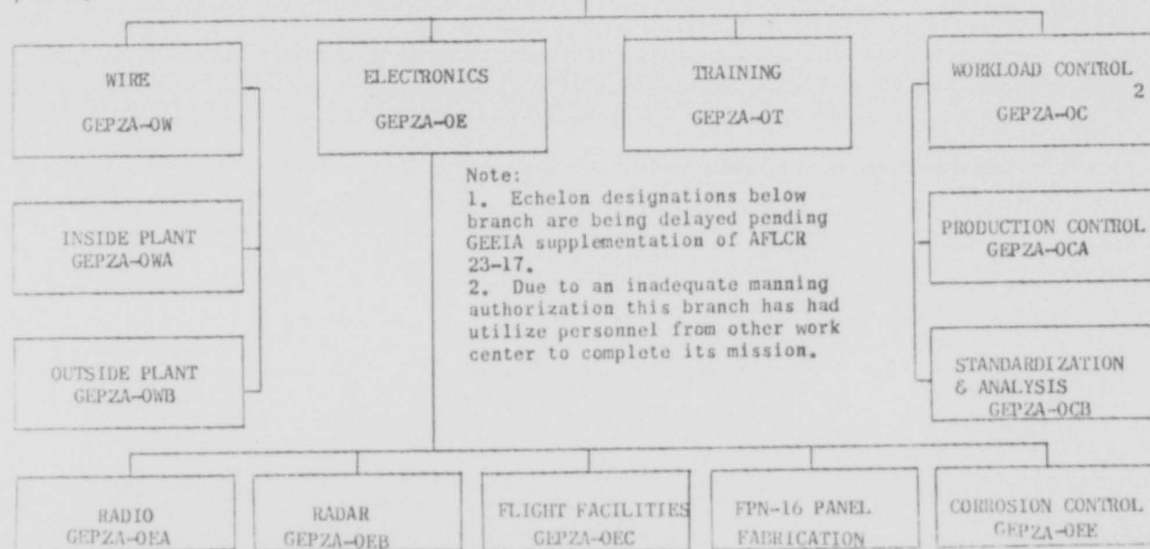 WIRE
GEPZA-OW
ELECTRONICS
GEPZA-OE
TRAINING
GEPZA-OT
WORKLOAD CONTROL
2
GEPZA-OC
Note:
1. Echelon designations below
branch are being delayed pending
GEEIA supplementation of AFLCR
23-17.
2. Due to an inadequate manning
authorization this branch has had
utilize personnel from other work
center to complete its mission.
INSIDE PLANT
GEPZA-OWA
PRODUCTION CONTROL
GEPZA-OCA
OUTSIDE PLANT
GEPZA-OWB
STANDARDIZATION
& ANALYSIS
GEPZA-OCB
RADIO
GEPZA-OEA
RADAR
GEPZA-OEB
FLIGHT FACILITIES
GEPZA-OEC
FPN-16 PANEL
FABRICATION
CORROSION CONTROL
GEPZA-OEE